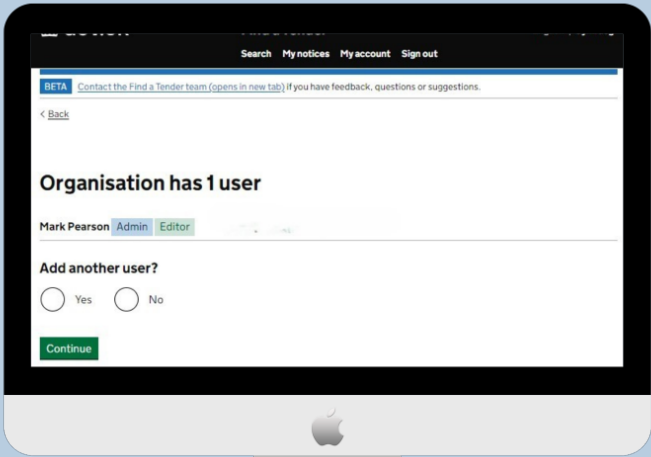 Search My notices My account Sign out
BETA Contact the Find a Tender team (opens in new tab) if you have feedback, questions or suggestions.
< Back
Organisation has 1 user
Mark Pearson Admin Editor
Add another user?
Yes No
Continue